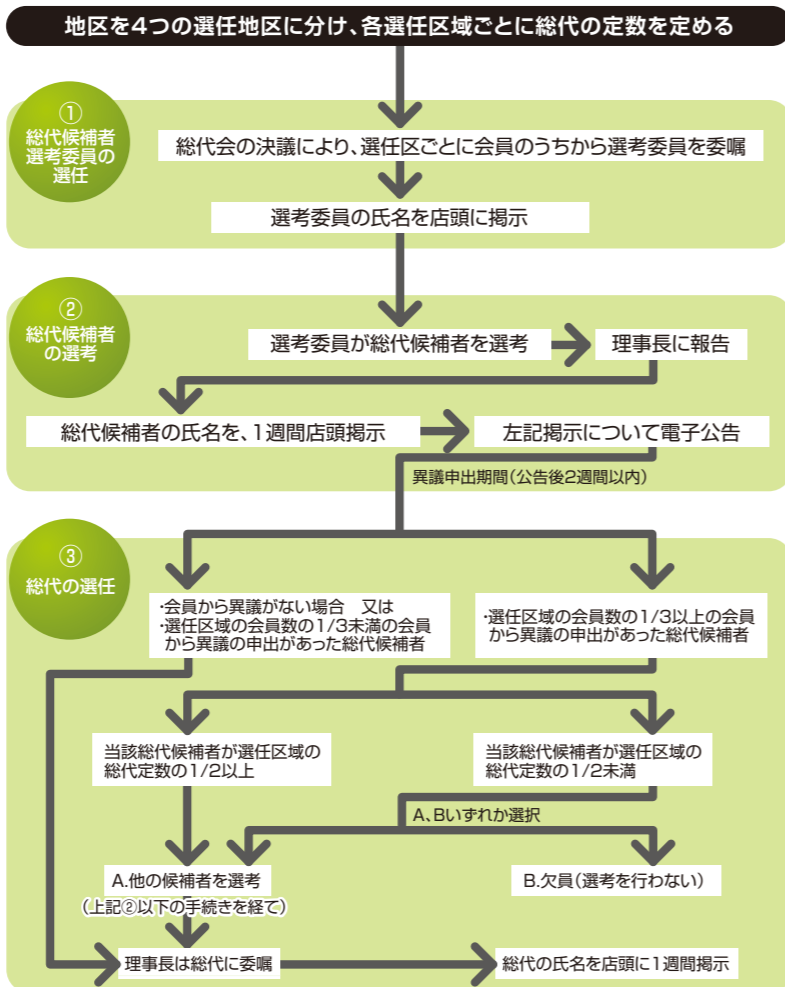 地区を4つの選任地区に分け、各選任区域ごとに総代の定数を定める
①
総代候補者
選考委員の
選任
総代会の決議により、選任区ごとに会員のうちから選考委員を委嘱
選考委員の氏名を店頭に掲示
②
総代候補者
の選考
選考委員が総代候補者を選考
理事長に報告
総代候補者の氏名を、1週間店頭掲示
左記掲示について電子公告
異議申出期間(公告後2週間以内)
③
総代の選任
・会員から異議がない場合　又は
・選任区域の会員数の1/3未満の会員
から異議の申出があった総代候補者
・選任区域の会員数の1/3以上の会員
から異議の申出があった総代候補者
当該総代候補者が選任区域の
総代定数の1/2以上
当該総代候補者が選任区域の
総代定数の1/2未満
A、Bいずれか選択
A.他の候補者を選考
(上記②以下の手続きを経て)
B.欠員(選考を行わない)
理事長は総代に委嘱
総代の氏名を店頭に1週間掲示